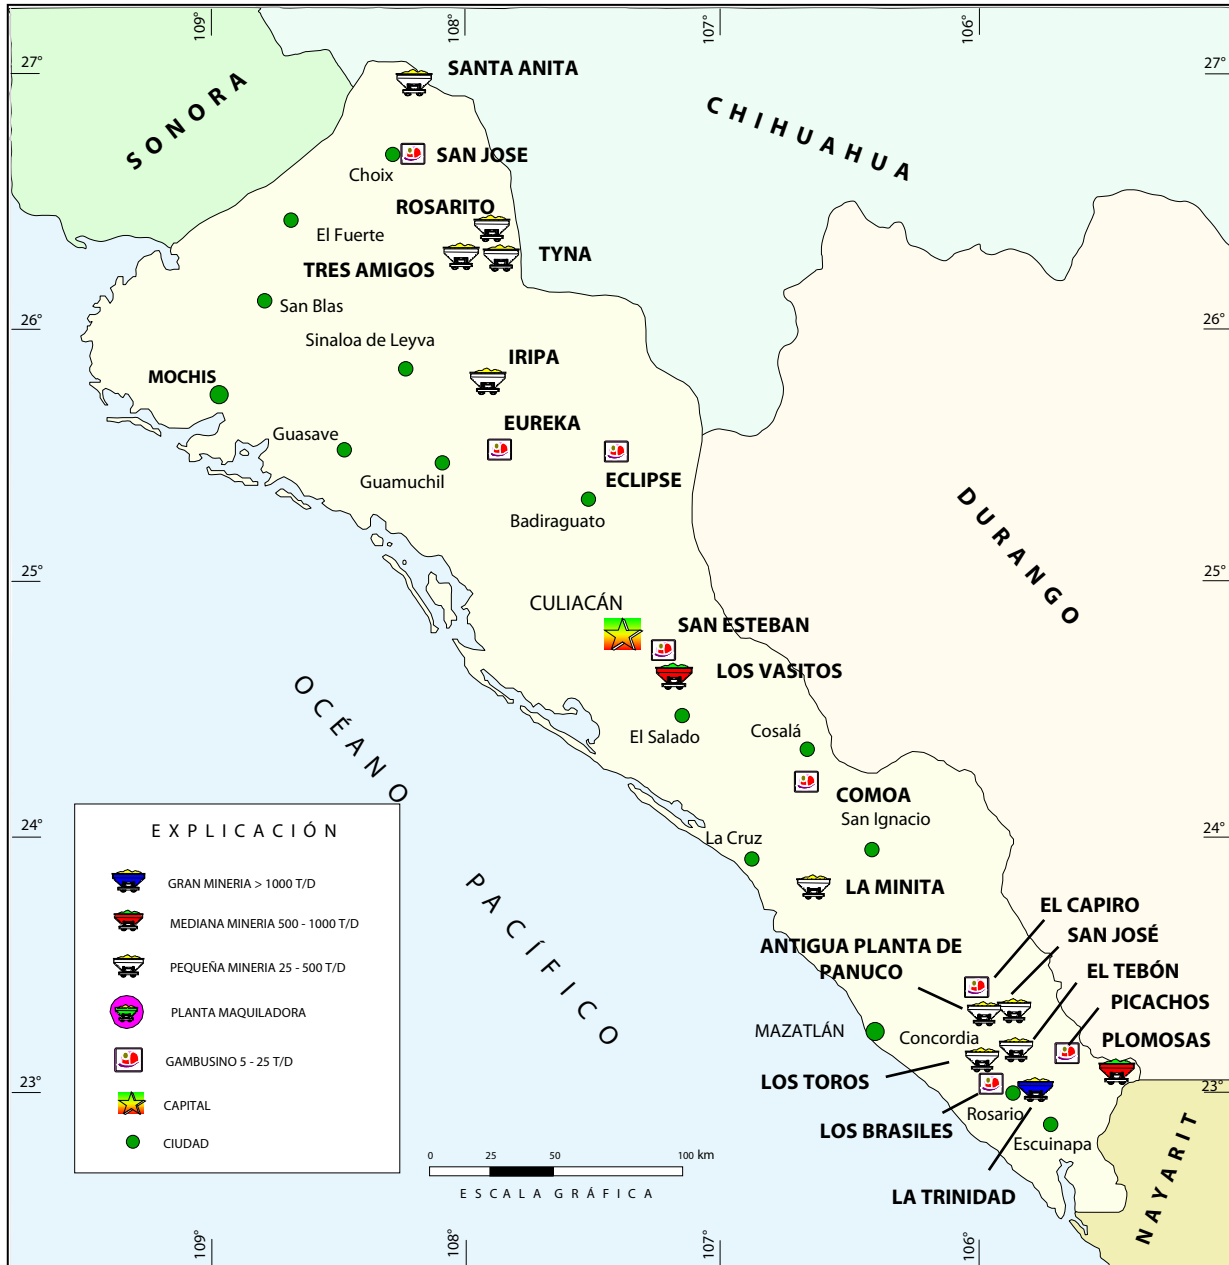 109°
108°
107°
106°
27°
27°
SANTA ANITA
SONORA
CHIHUAHUA
SAN JOSE
Choix
ROSARITO
El Fuerte
TYNA
TRES AMIGOS
San Blas
26°
26°
Sinaloa de Leyva
IRIPA
MOCHIS
EUREKA
Guasave
ECLIPSE
Guamuchil
Badiraguato
DURANGO
25°
25°
CULIACÁN
SAN ESTEBAN
LOS VASITOS
OCÉANO
PACÍFICO
El Salado
Cosalá
COMOA
San Ignacio
24°
24°
La Cruz
LA MINITA
EL CAPIRO
SAN JOSÉ
ANTIGUA PLANTA DE
PANUCO
EL TEBÓN
PICACHOS
MAZATLÁN
Concordia
PLOMOSAS
LOS TOROS
23°
23°
Rosario
LOS BRASILES
Escuinapa
LA TRINIDAD
NAYARIT
EXPLICACIÓN
GRAN MINERIA > 1000 T/D
MEDIANA MINERIA 500 - 1000 T/D
PEQUEÑA MINERIA 25 - 500 T/D
PLANTA MAQUILADORA
GAMBUSINO 5 - 25 T/D
CAPITAL
CIUDAD
0 25 50 100 km
ESCALA GRÁFICA
109°
108°
107°
106°